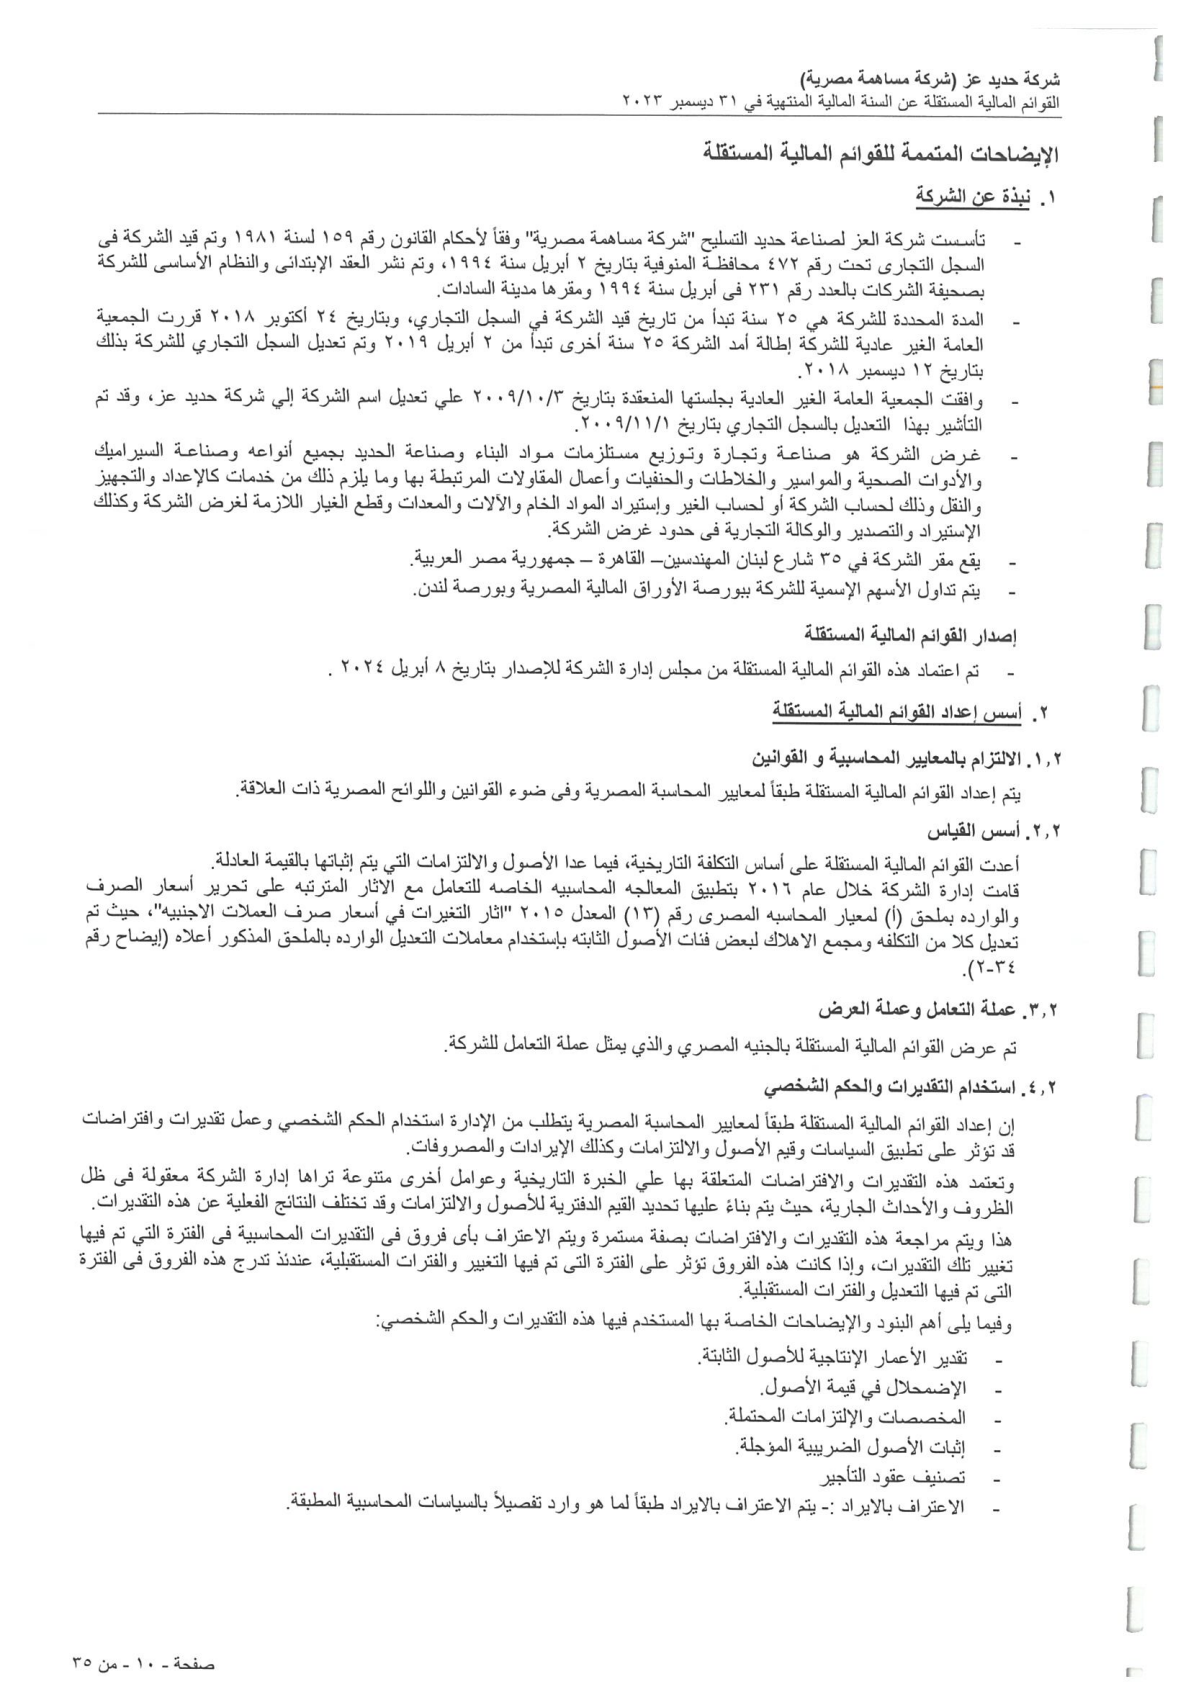 شركة حديد عز (شركة مساهمة مصرية)
القوائم المالية المستقلة عن السنة المالية المنتهية في ٣١ ديسمبر ٢٠٢٣
الإيضاحات المتممة للقوائم المالية المستقلة
١. نبذة عن الشركة
- تأسست شركة العز لصناعة حديد التسليح "شركة مساهمة مصرية" وفقاً لأحكام القانون رقم ١٥٩ لسنة ١٩٨١ وتم قيد الشركة فى
السجل التجارى تحت رقم ٤٧٢ محافظة المنوفية بتاريخ ٢ أبريل سنة ١٩٩٤، وتم نشر العقد الإبتدائى والنظام الأساسى للشركة
بصحيفة الشركات بالعدد رقم ٢٣١ فى أبريل سنة ١٩٩٤ ومقرها مدينة السادات.
- المدة المحددة للشركة هي ٢٥ سنة تبدأ من تاريخ قيد الشركة في السجل التجاري، وبتاريخ ٢٤ أكتوبر ٢٠١٨ قررت الجمعية
العامة الغير عادية للشركة إطالة أمد الشركة ٢٥ سنة أخرى تبدأ من ٢ أبريل ٢٠١٩ وتم تعديل السجل التجاري للشركة بذلك
بتاريخ ١٢ ديسمبر ٢٠١٨.
- وافقت الجمعية العامة الغير العادية بجلستها المنعقدة بتاريخ ٢٠٠٩/١٠/٣ علي تعديل اسم الشركة إلي شركة حديد عز، وقد تم
التأشير بهذا التعديل بالسجل التجاري بتاريخ ٢٠٠٩/١١/١.
- غرض الشركة هو صناعة وتجارة وتوزيع مستلزمات مواد البناء وصناعة الحديد بجميع أنواعه وصناعة السيراميك
والأدوات الصحية والمواسير والخلاطات والحنفيات وأعمال المقاولات المرتبطة بها وما يلزم ذلك من خدمات كالإعداد والتجهيز
والنقل وذلك لحساب الشركة أو لحساب الغير وإستيراد المواد الخام والآلات والمعدات وقطع الغيار اللازمة لغرض الشركة وكذلك
الإستيراد والتصدير والوكالة التجارية فى حدود غرض الشركة.
- يقع مقر الشركة في ٣٥ شارع لبنان المهندسين– القاهرة – جمهورية مصر العربية.
- يتم تداول الأسهم الإسمية للشركة ببورصة الأوراق المالية المصرية وبورصة لندن.
إصدار القوائم المالية المستقلة
- تم اعتماد هذه القوائم المالية المستقلة من مجلس إدارة الشركة للإصدار بتاريخ ٨ أبريل ٢٠٢٤ .
٢. أسس إعداد القوائم المالية المستقلة
١,٢. الالتزام بالمعايير المحاسبية و القوانين
يتم إعداد القوائم المالية المستقلة طبقاً لمعايير المحاسبة المصرية وفى ضوء القوانين واللوائح المصرية ذات العلاقة.
٢,٢. أسس القياس
أعدت القوائم المالية المستقلة على أساس التكلفة التاريخية، فيما عدا الأصول والالتزامات التي يتم إثباتها بالقيمة العادلة.
قامت إدارة الشركة خلال عام ٢٠١٦ بتطبيق المعالجه المحاسبيه الخاصه للتعامل مع الاثار المترتبه على تحرير أسعار الصرف
والوارده بملحق (أ) لمعيار المحاسبه المصرى رقم (١٣) المعدل ٢٠١٥ "اثار التغيرات في أسعار صرف العملات الاجنبيه"، حيث تم
تعديل كلا من التكلفه ومجمع الاهلاك لبعض فئات الأصول الثابته بإستخدام معاملات التعديل الوارده بالملحق المذكور أعلاه (إيضاح رقم
٣٤-٢).
٣,٢. عملة التعامل وعملة العرض
تم عرض القوائم المالية المستقلة بالجنيه المصري والذي يمثل عملة التعامل للشركة.
٤,٢. استخدام التقديرات والحكم الشخصي
إن إعداد القوائم المالية المستقلة طبقاً لمعايير المحاسبة المصرية يتطلب من الإدارة استخدام الحكم الشخصي وعمل تقديرات وافتراضات
قد تؤثر على تطبيق السياسات وقيم الأصول والالتزامات وكذلك الإيرادات والمصروفات.
وتعتمد هذه التقديرات والافتراضات المتعلقة بها علي الخبرة التاريخية وعوامل أخرى متنوعة تراها إدارة الشركة معقولة فى ظل
الظروف والأحداث الجارية، حيث يتم بناءً عليها تحديد القيم الدفترية للأصول والالتزامات وقد تختلف النتائج الفعلية عن هذه التقديرات.
هذا ويتم مراجعة هذه التقديرات والافتراضات بصفة مستمرة ويتم الاعتراف بأى فروق فى التقديرات المحاسبية في الفترة التي تم فيها
تغيير تلك التقديرات، وإذا كانت هذه الفروق تؤثر على الفترة التى تم فيها التغيير والفترات المستقبلية، عندئذ تدرج هذه الفروق فى الفترة
التى تم فيها التعديل والفترات المستقبلية.
وفيما يلى أهم البنود والإيضاحات الخاصة بها المستخدم فيها هذه التقديرات والحكم الشخصي:
- تقدير الأعمار الإنتاجية للأصول الثابتة.
- الإضمحلال في قيمة الأصول.
- المخصصات والإلتزامات المحتملة.
- إثبات الأصول الضريبية المؤجلة.
- تصنيف عقود التأجير
- الاعتراف بالايراد :- يتم الاعتراف بالايراد طبقاً لما هو وارد تفصيلاً بالسياسات المحاسبية المطبقة.
صفحة - ١٠ - من ٣٥